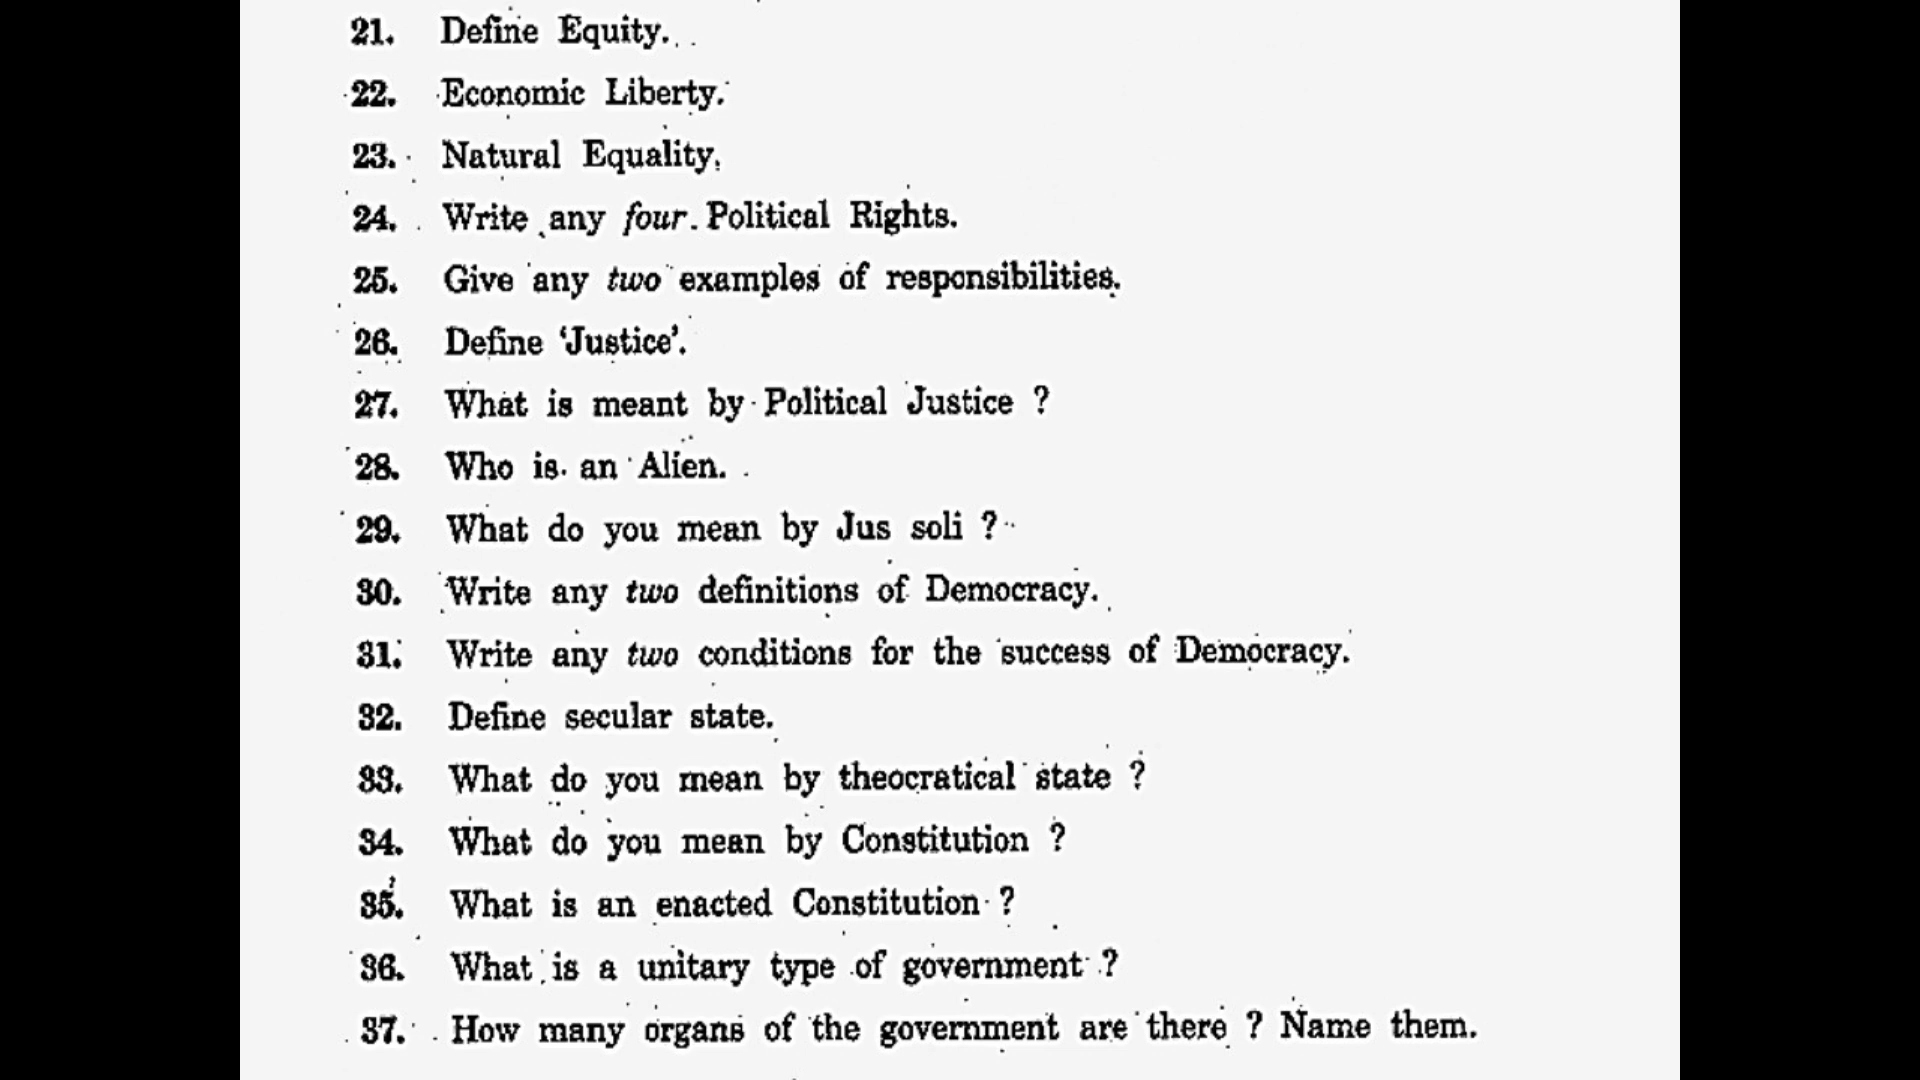 21. Define Equity.
22. Economic Liberty.
23. Natural Equality.
24. Write any four Political Rights.
25. Give any two examples of responsibilities.
26. Define ‘Justice’.
27. What is meant by Political Justice ?
28. Who is an Alien.
29. What do you mean by Jus soli ?
30. Write any two definitions of Democracy.
31. Write any two conditions for the success of Democracy.
32. Define secular state.
33. What do you mean by theocratical state ?
34. What do you mean by Constitution ?
35. What is an enacted Constitution ?
36. What is a unitary type of government ?
37. How many organs of the government are there ? Name them.